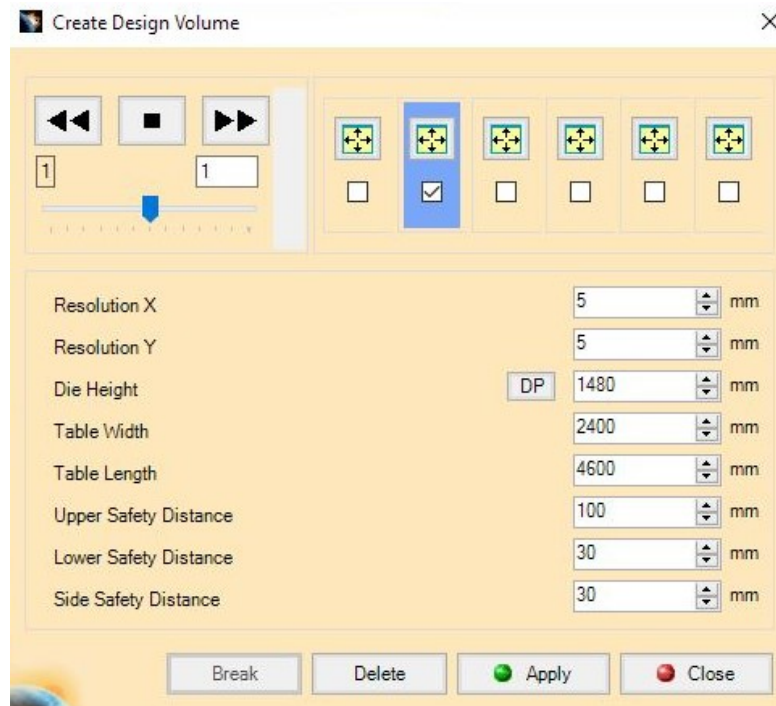 Create Design Volume
1 1
Resolution X 5 mm
Resolution Y 5 mm
Die Height DP 1480 mm
Table Width 2400 mm
Table Length 4600 mm
Upper Safety Distance 100 mm
Lower Safety Distance 30 mm
Side Safety Distance 30 mm
Break Delete Apply Close